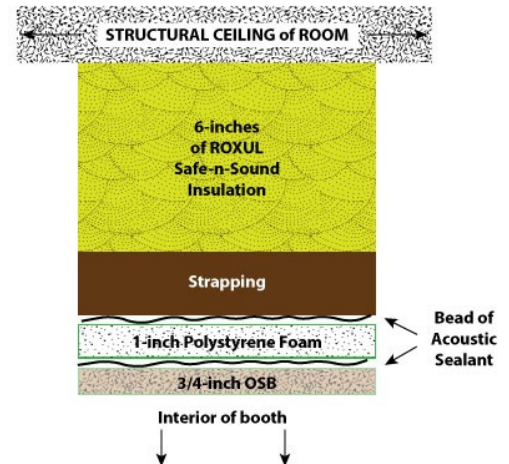 STRUCTURAL CEILING of ROOM
6-inches
of ROXUL
Safe-n-Sound
Insulation
Strapping
Bead of
Acoustic
Sealant
1-inch Polystyrene Foam
3/4-inch OSB
Interior of booth